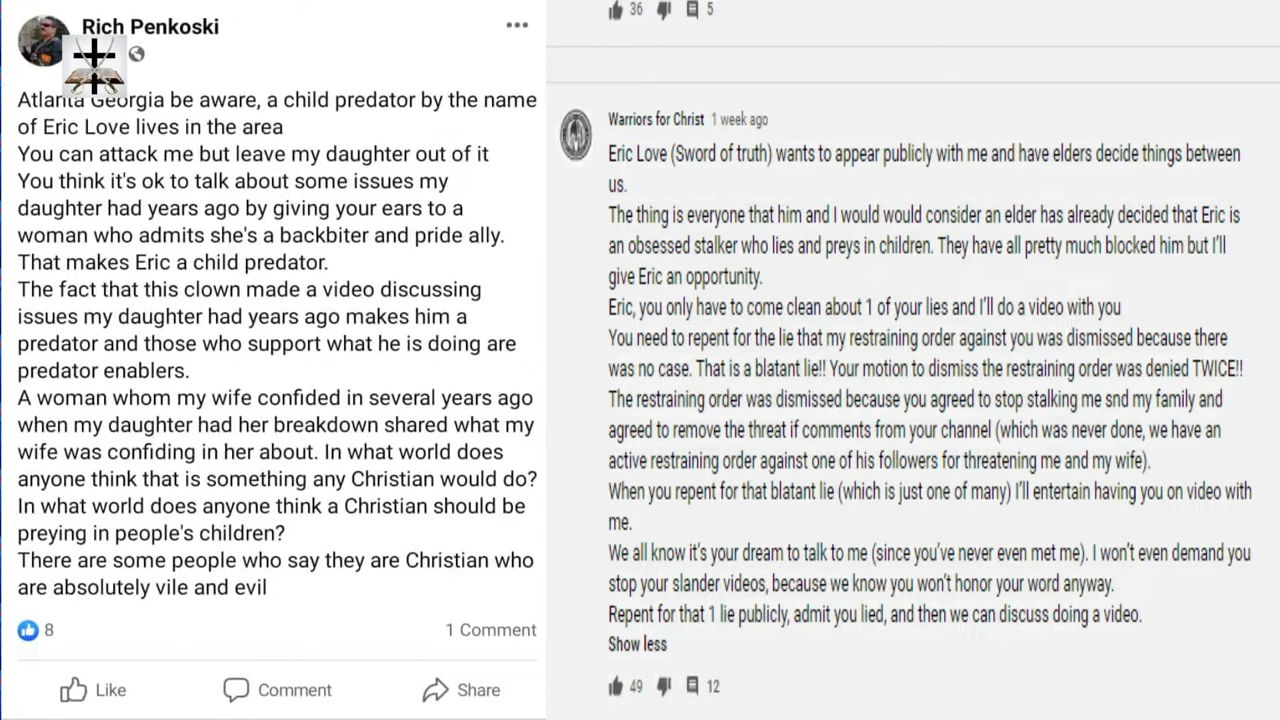 Rich Penkoski
Atlanta Georgia be aware, a child predator by the name
of Eric Love lives in the area
You can attack me but leave my daughter out of it
You think it's ok to talk about some issues my
daughter had years ago by giving your ears to a
woman who admits she's a backbiter and pride ally.
That makes Eric a child predator.
The fact that this clown made a video discussing
issues my daughter had years ago makes him a
predator and those who support what he is doing are
predator enablers.
A woman whom my wife confided in several years ago
when my daughter had her breakdown shared what my
wife was confiding in her about. In what world does
anyone think that is something any Christian would do?
In what world does anyone think a Christian should be
preying in people's children?
There are some people who say they are Christian who
are absolutely vile and evil
8
1 Comment
Like
Comment
Share
36
5
Warriors for Christ 1 week ago
Eric Love (Sword of truth) wants to appear publicly with me and have elders decide things between
us.
The thing is everyone that him and I would would consider an elder has already decided that Eric is
an obsessed stalker who lies and preys in children. They have all pretty much blocked him but I'll
give Eric an opportunity.
Eric, you only have to come clean about 1 of your lies and I'll do a video with you
You need to repent for the lie that my restraining order against you was dismissed because there
was no case. That is a blatant lie!! Your motion to dismiss the restraining order was denied TWICE!!
The restraining order was dismissed because you agreed to stop stalking me snd my family and
agreed to remove the threat if comments from your channel (which was never done, we have an
active restraining order against one of his followers for threatening me and my wife).
When you repent for that blatant lie (which is just one of many) I'll entertain having you on video with
me.
We all know it's your dream to talk to me (since you've never even met me). I won't even demand you
stop your slander videos, because we know you won't honor your word anyway.
Repent for that 1 lie publicly, admit you lied, and then we can discuss doing a video.
Show less
49
12